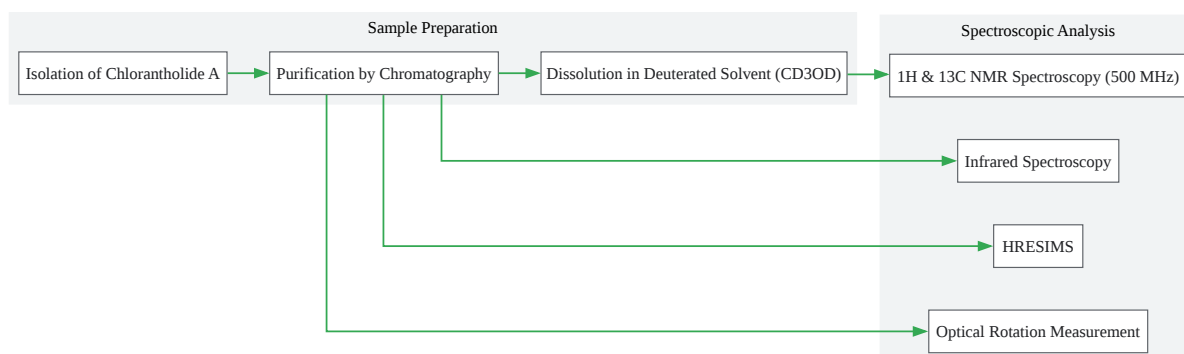 Sample Preparation
Spectroscopic Analysis
Isolation of Chlorantholide A
Purification by Chromatography
Dissolution in Deuterated Solvent (CD3OD)
1H & 13C NMR Spectroscopy (500 MHz)
Infrared Spectroscopy
HRESIMS
Optical Rotation Measurement